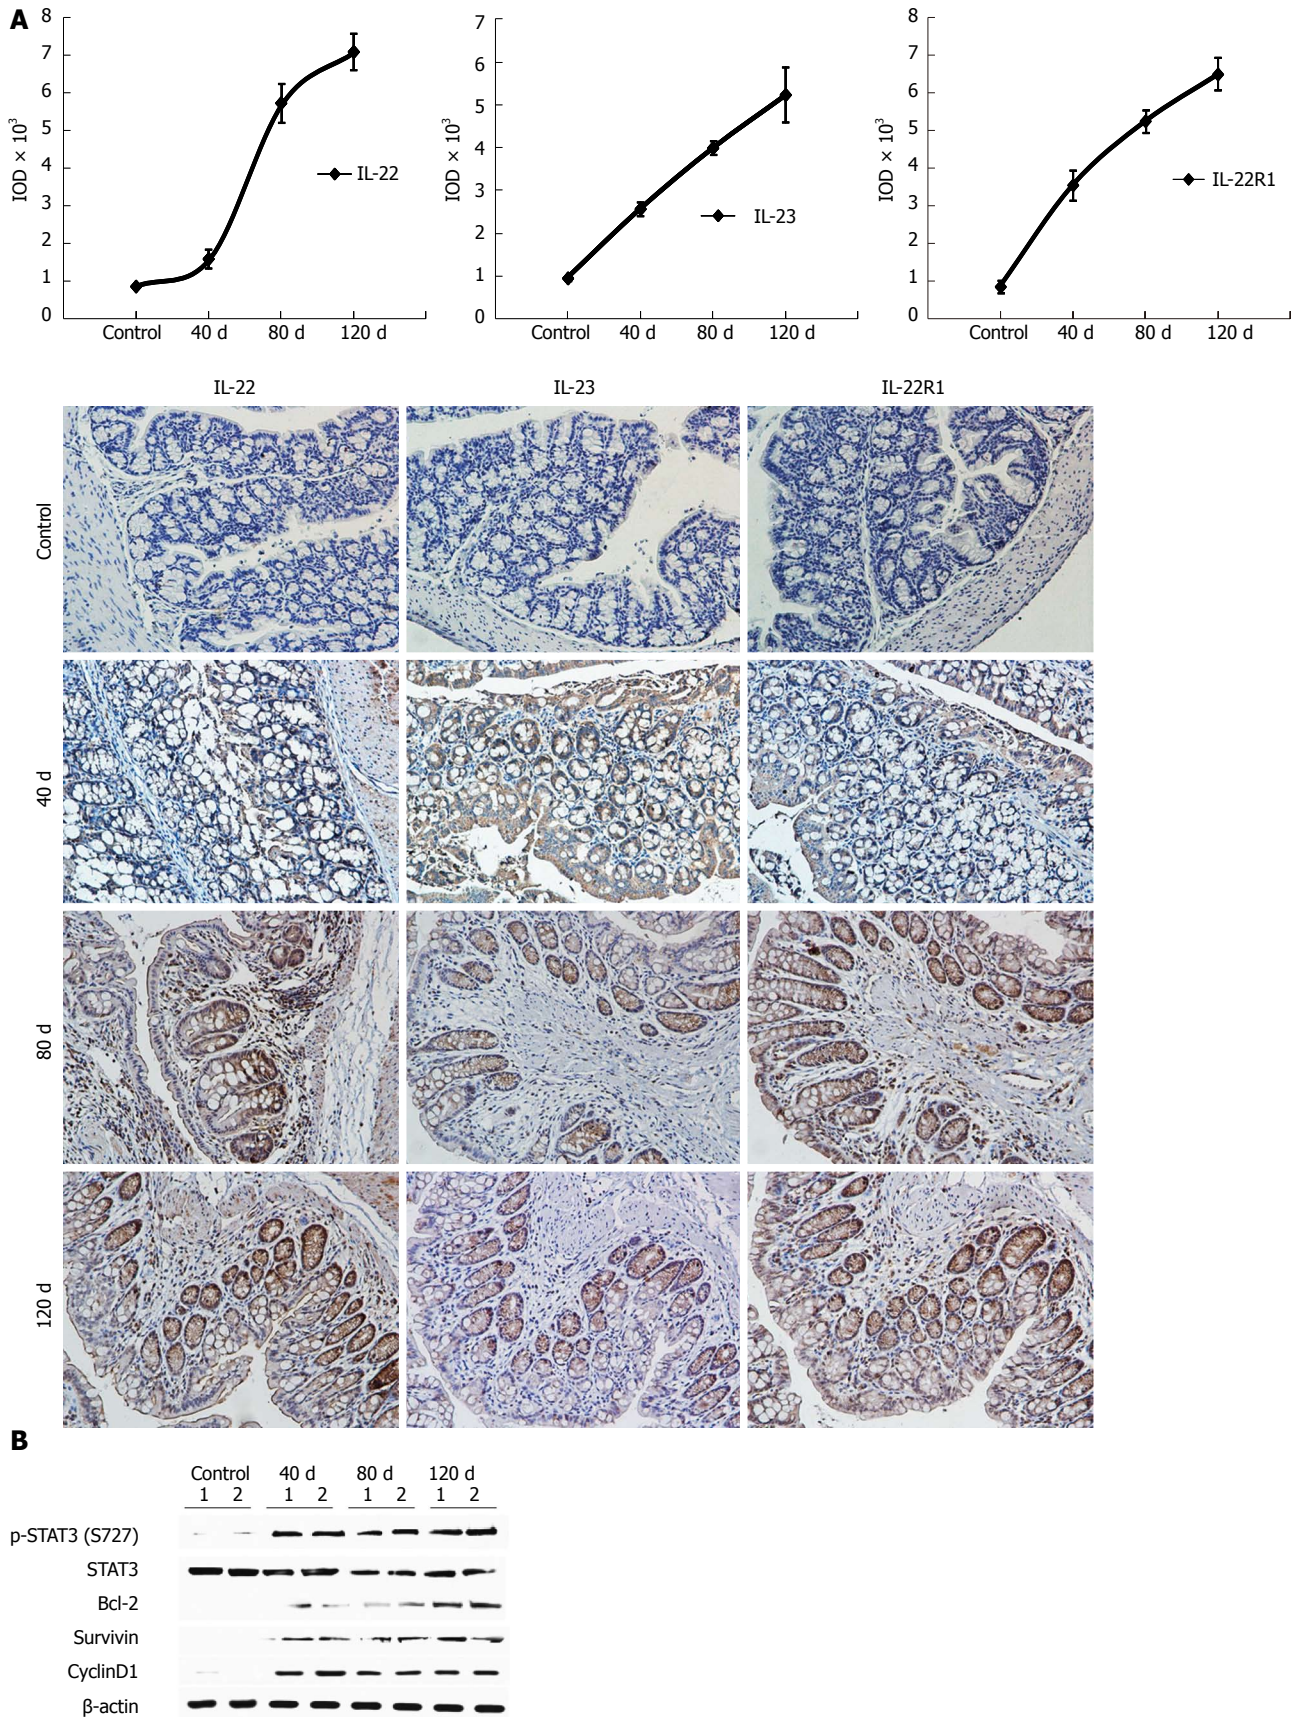 A
8
7
6
5
4
3
2
1
0
IOD × 10³
IL-22
Control 40 d 80 d 120 d
7
6
5
4
3
2
1
0
IOD × 10³
IL-23
Control 40 d 80 d 120 d
8
7
6
5
4
3
2
1
0
IOD × 10³
IL-22R1
Control 40 d 80 d 120 d
IL-22 IL-23 IL-22R1
Control
40 d
80 d
120 d
B
Control 40 d 80 d 120 d
1 2 1 2 1 2 1 2
p-STAT3 (S727)
STAT3
Bcl-2
Survivin
CyclinD1
β-actin